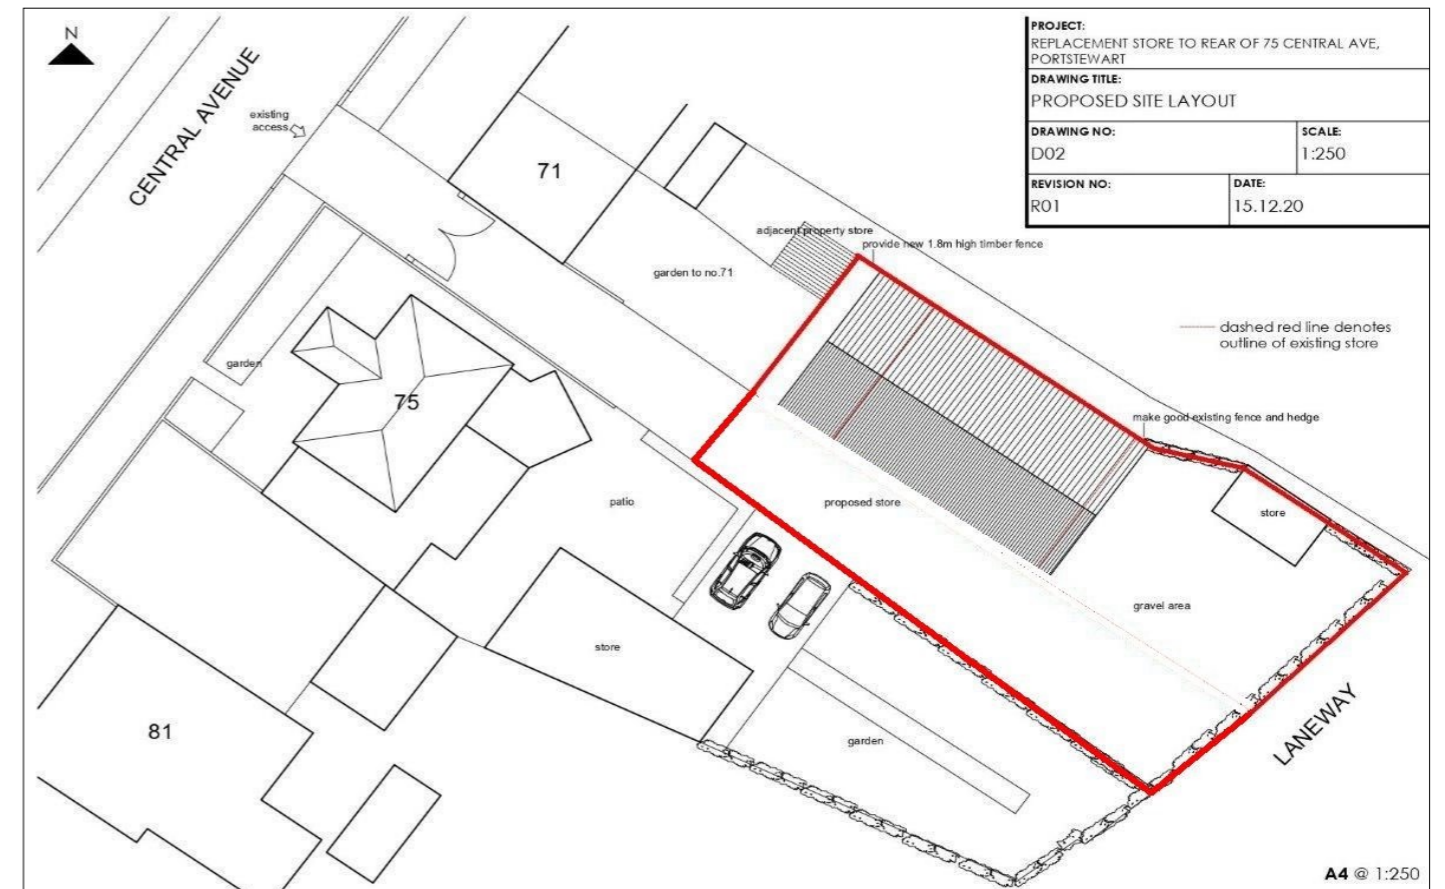 N
CENTRAL AVENUE
existing
access
71
adjacent property store
provide new 1.8m high timber fence
garden to no.71
garden
75
patio
proposed store
store
81
garden
make good existing fence and hedge
store
gravel area
LANEWAY
dashed red line denotes
outline of existing store
PROJECT:
REPLACEMENT STORE TO REAR OF 75 CENTRAL AVE,
PORTSTEWART
DRAWING TITLE:
PROPOSED SITE LAYOUT
DRAWING NO:
D02
SCALE:
1:250
REVISION NO:
R01
DATE:
15.12.20
A4 @ 1:250